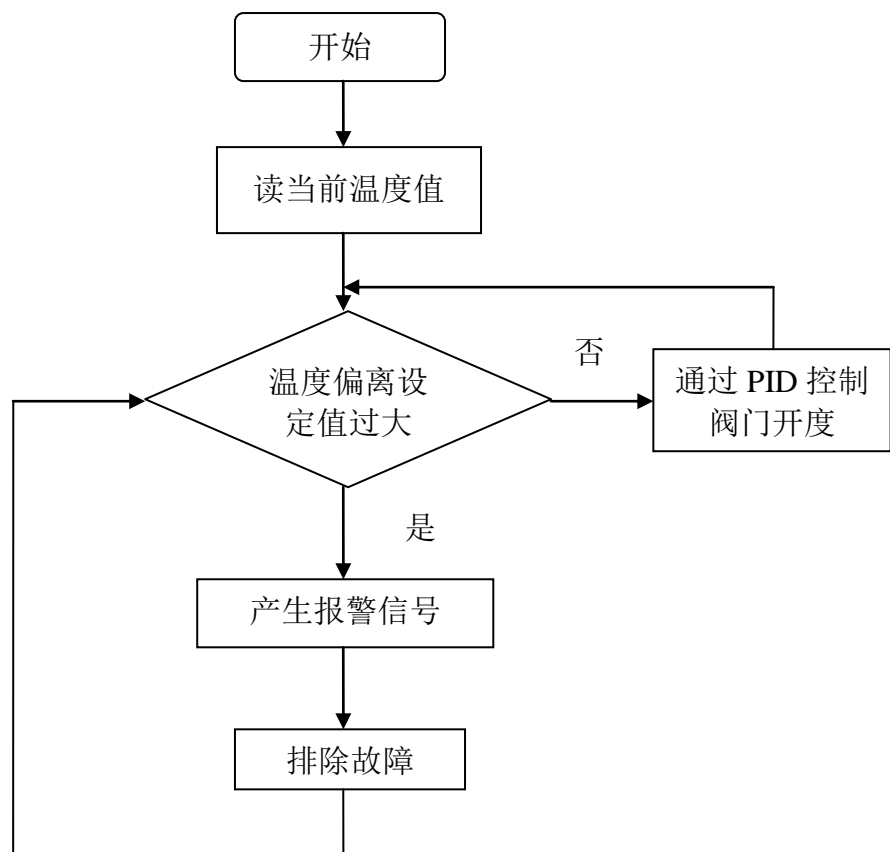 开始
读当前温度值
否
温度偏离设
定值过大
通过 PID 控制
阀门开度
是
产生报警信号
排除故障